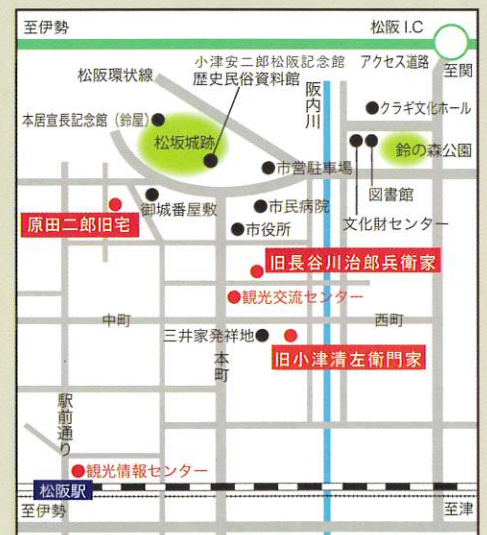 至伊勢
松阪 I.C
小津安二郎松阪記念館
歴史民俗資料館
アクセス道路
至関
松阪環状線
阪内川
クラギ文化ホール
本居宣長記念館（鈴屋）
松坂城跡
鈴の森公園
市営駐車場
図書館
御城番屋敷
市民病院
文化財センター
原田二郎旧宅
市役所
旧長谷川治郎兵衛家
観光交流センター
中町
西町
三井家発祥地
本町
旧小津清左衛門家
駅前通り
観光情報センター
松阪駅
至伊勢
至津